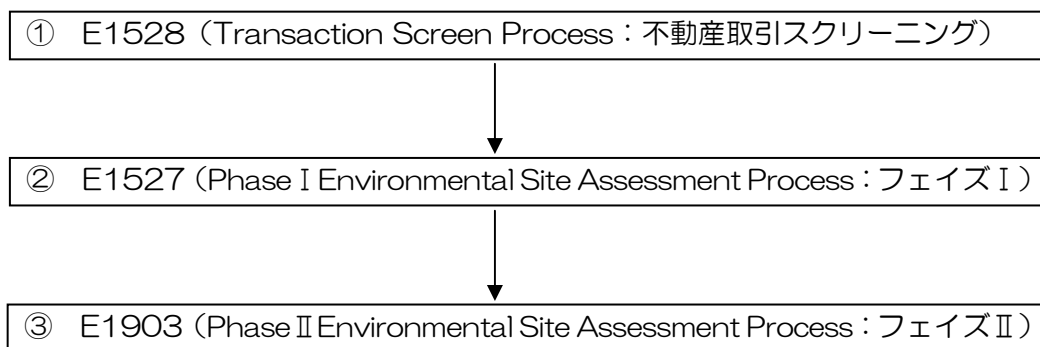 ① E1528（Transaction Screen Process：不動産取引スクリーニング）
② E1527（Phase Ⅰ Environmental Site Assessment Process：フェイズⅠ）
③ E1903（Phase Ⅱ Environmental Site Assessment Process：フェイズⅡ）